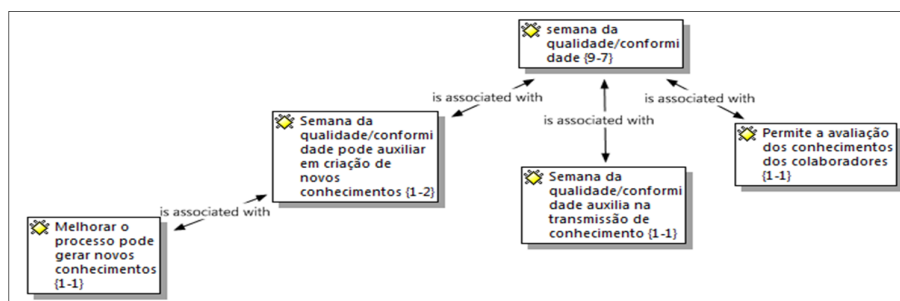 semana da
qualidade/conformi
dade {9-7}
is associated with
is associated with
is associated with
Semana da
qualidade/conformi
dade pode auxiliar
em criação de
novos
conhecimentos {1-2}
Permite a avaliação
dos conhecimentos
dos colaboradores
{1-1}
Semana da
qualidade/conformi
dade auxilia na
transmissão de
conhecimento {1-1}
is associated with
Melhorar o
processo pode
gerar novos
conhecimentos
{1-1}